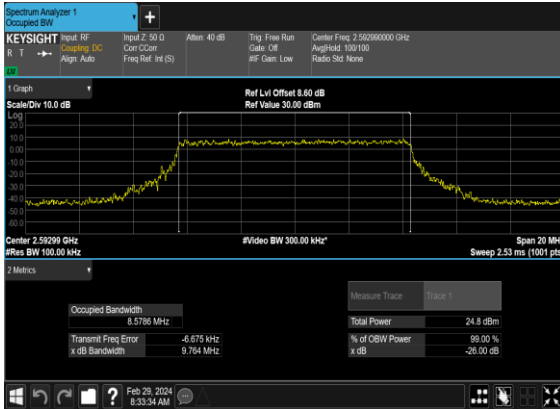 Spectrum Analyzer 1
Occupied BW
+
KEYSIGHT
R T
LXI
Input: RF
Coupling: DC
Align: Auto
Input Z: 50 Ω
Corr CCorr
Freq Ref: Int (S)
Atten: 40 dB
Trig: Free Run
Gate: Off
#IF Gain: Low
Center Freq: 2.592990000 GHz
Avg|Hold: 100/100
Radio Std: None
1 Graph
Scale/Div 10.0 dB
Ref Lvl Offset 8.60 dB
Ref Value 30.00 dBm
Log
20.0
10.0
0.00
-10.0
-20.0
-30.0
-40.0
-50.0
-60.0
Center 2.59299 GHz
#Res BW 100.00 kHz
#Video BW 300.00 kHz*
Span 20 MH
Sweep 2.53 ms (1001 pts
2 Metrics
Measure Trace
Trace 1
Occupied Bandwidth
8.5786 MHz
Total Power
24.8 dBm
Transmit Freq Error
-6.675 kHz
% of OBW Power
99.00 %
x dB Bandwidth
9.764 MHz
x dB
-26.00 dB
?
Feb 29, 2024
8:33:34 AM